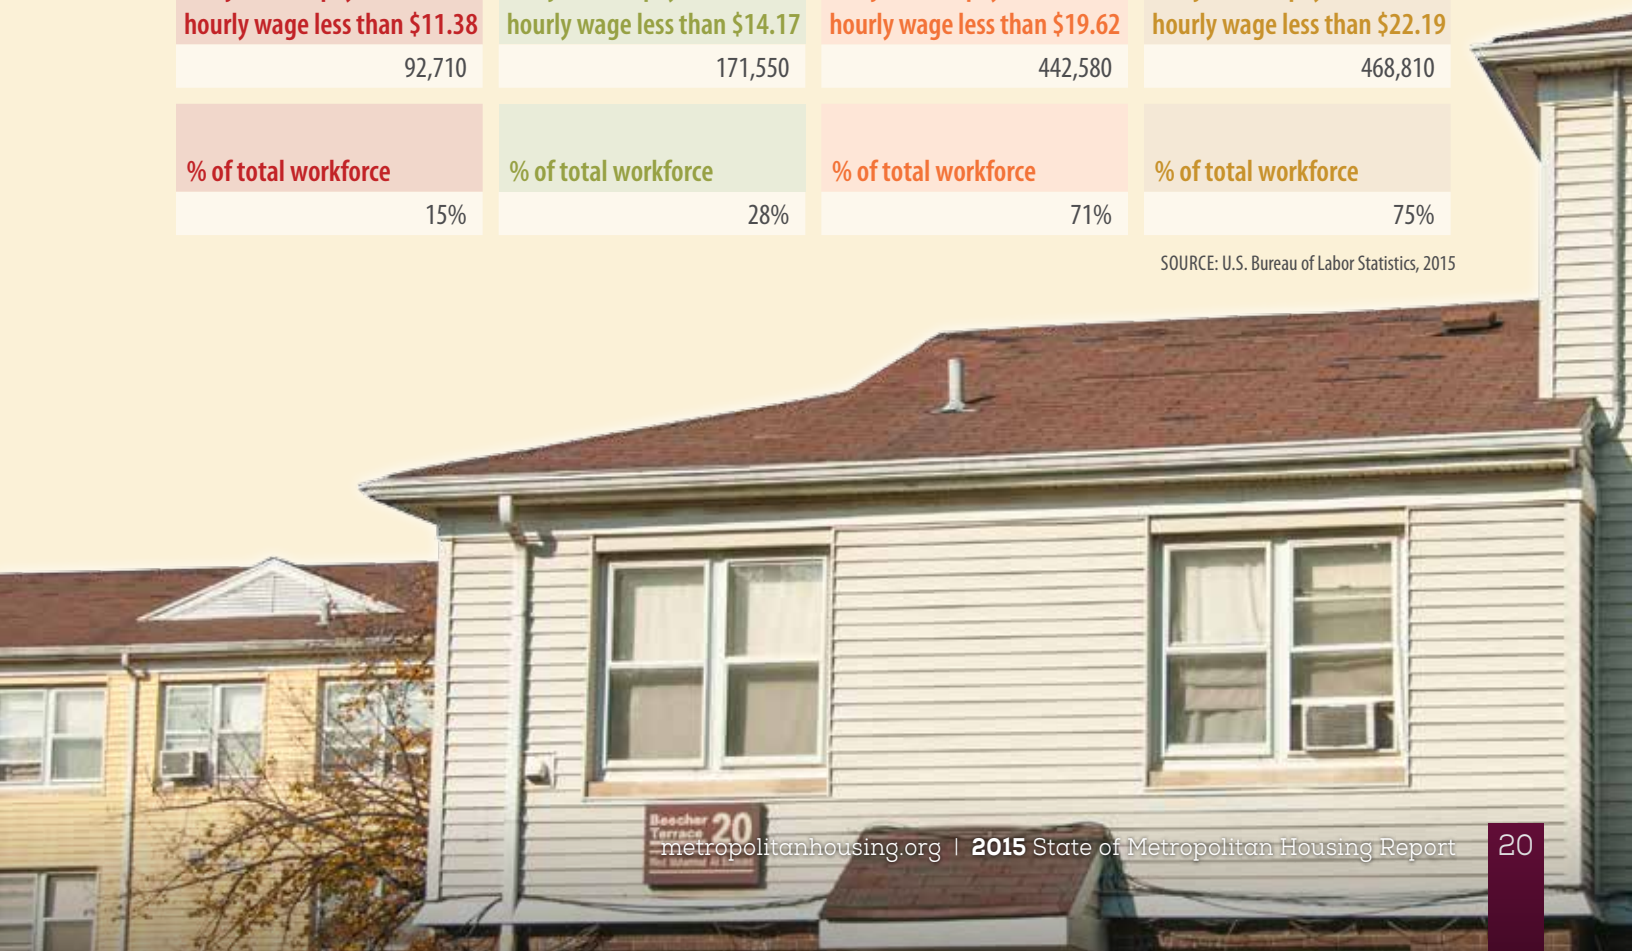 hourly wage less than $11.38
hourly wage less than $14.17
hourly wage less than $19.62
hourly wage less than $22.19
92,710
171,550
442,580
468,810
% of total workforce
% of total workforce
% of total workforce
% of total workforce
15%
28%
71%
75%
SOURCE: U.S. Bureau of Labor Statistics, 2015
Beecher
Terrace 20
metropolitanhousing.org | 2015 State of Metropolitan Housing Report
20